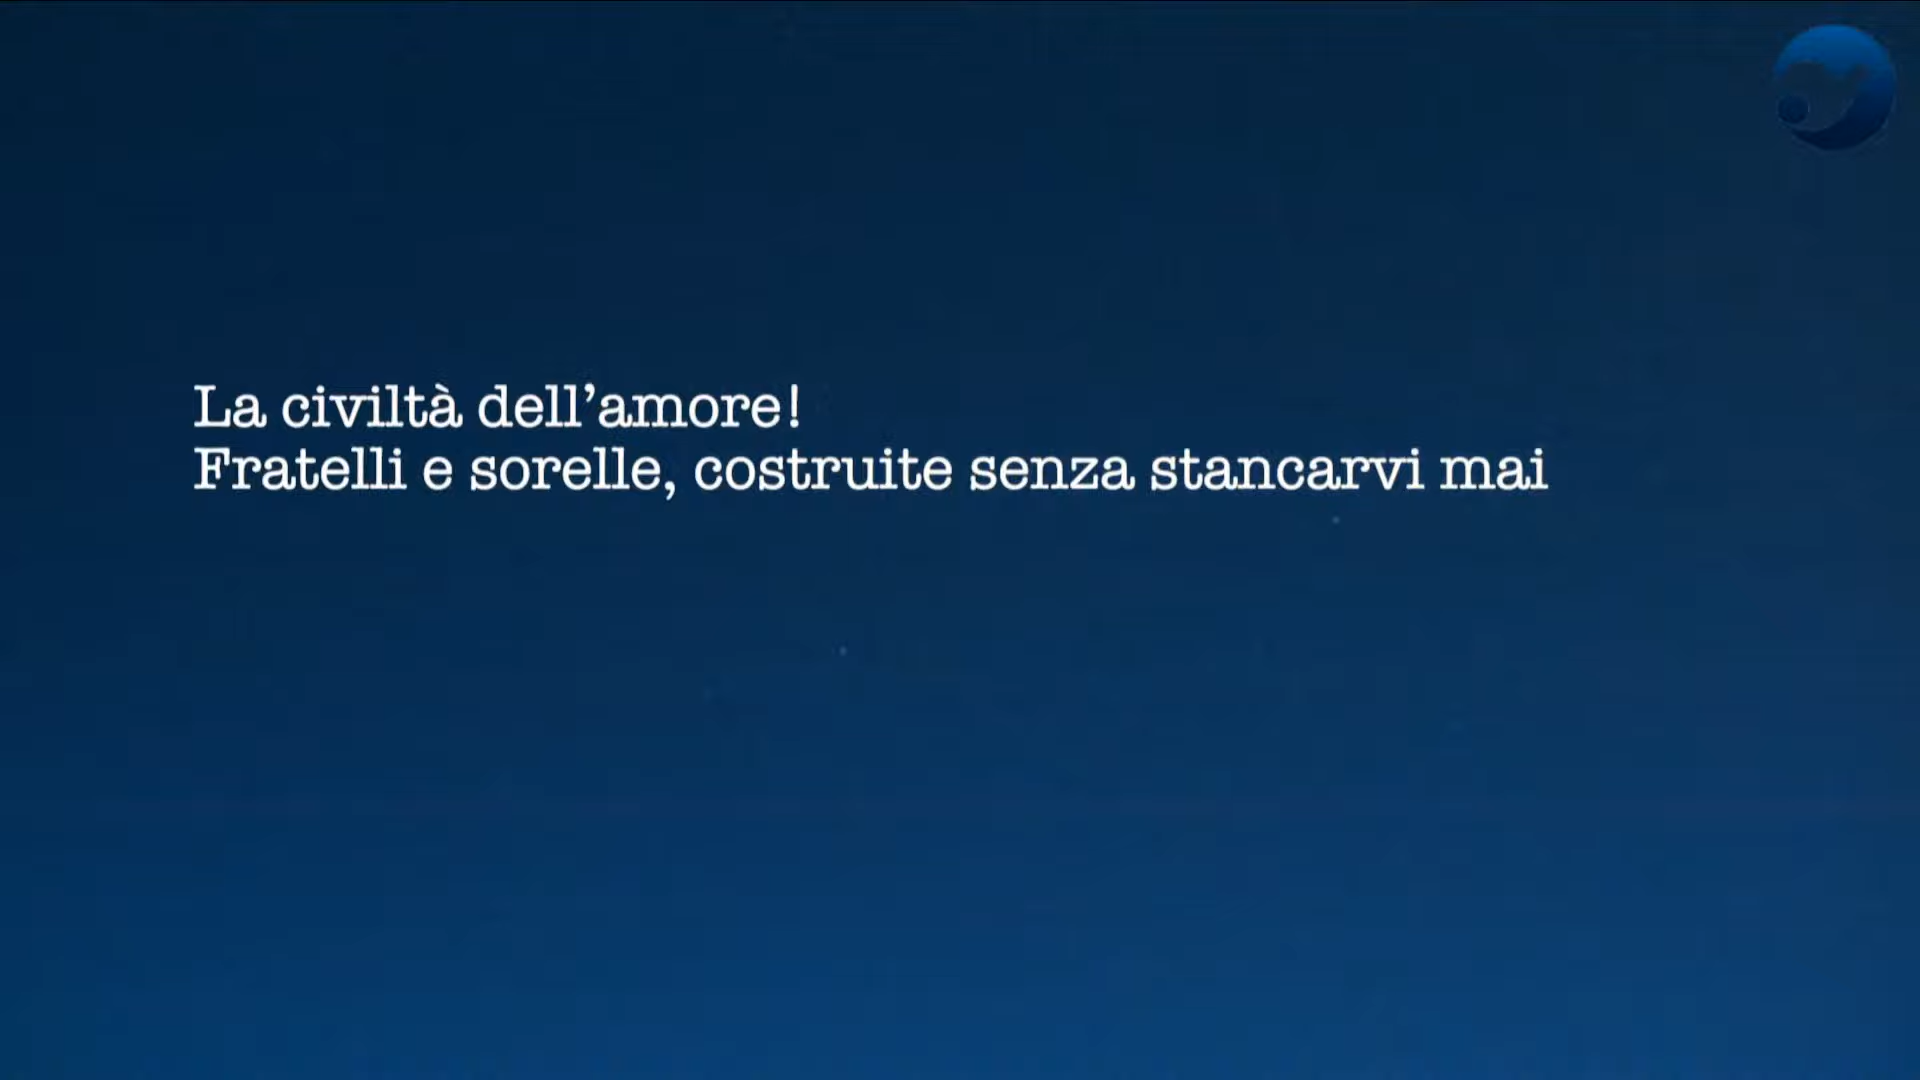 La civiltà dell’amore!
Fratelli e sorelle, costruite senza stancarvi mai